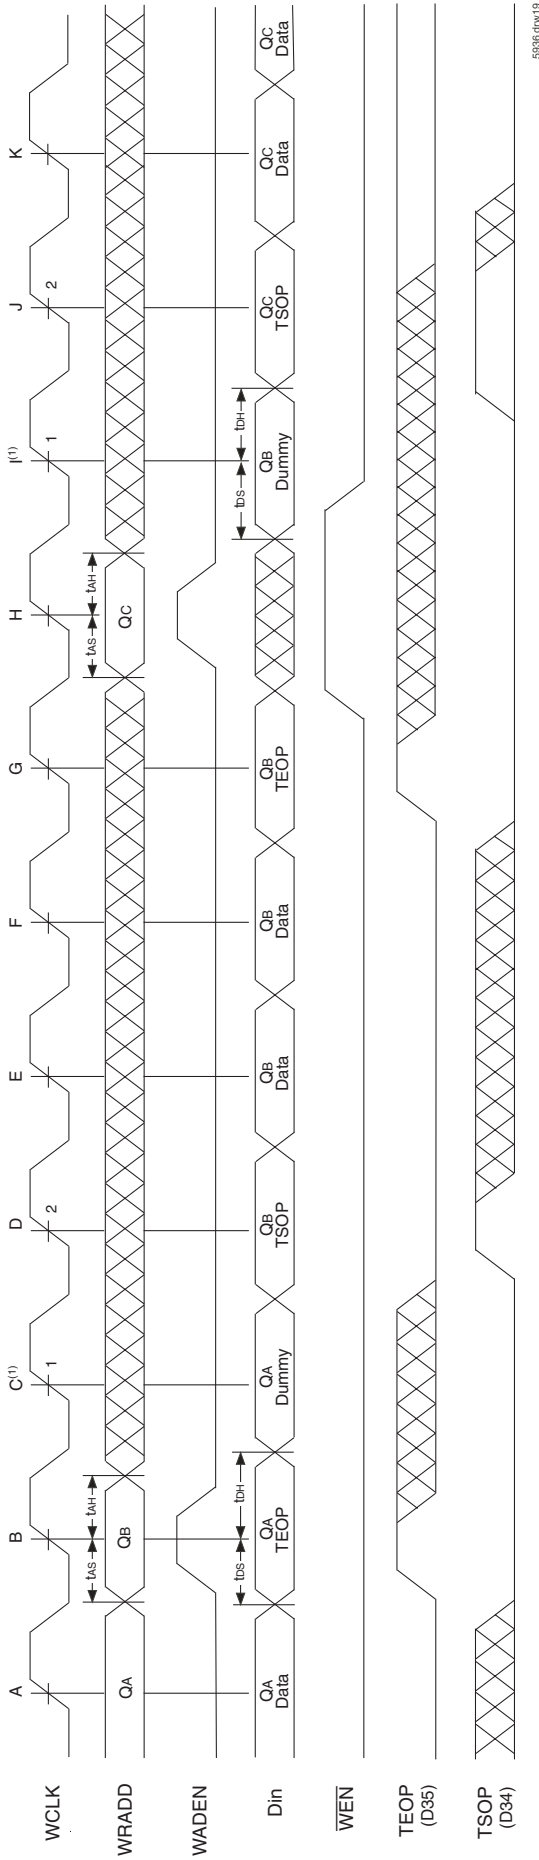 A B C(1) D E F G H I(1) J K
WCLK 1 2 1 2
tAS tAH tAS tAH
WRADD QA QB QC
WADEN
tDS tDH tDS tDH
Din QA Data QA TEOP QA Dummy QB TSOP QB Data QB Data QB TEOP QB Dummy QC TSOP QC Data QC Data
WEN
TEOP (D35)
TSOP (D34)
5936 drw19